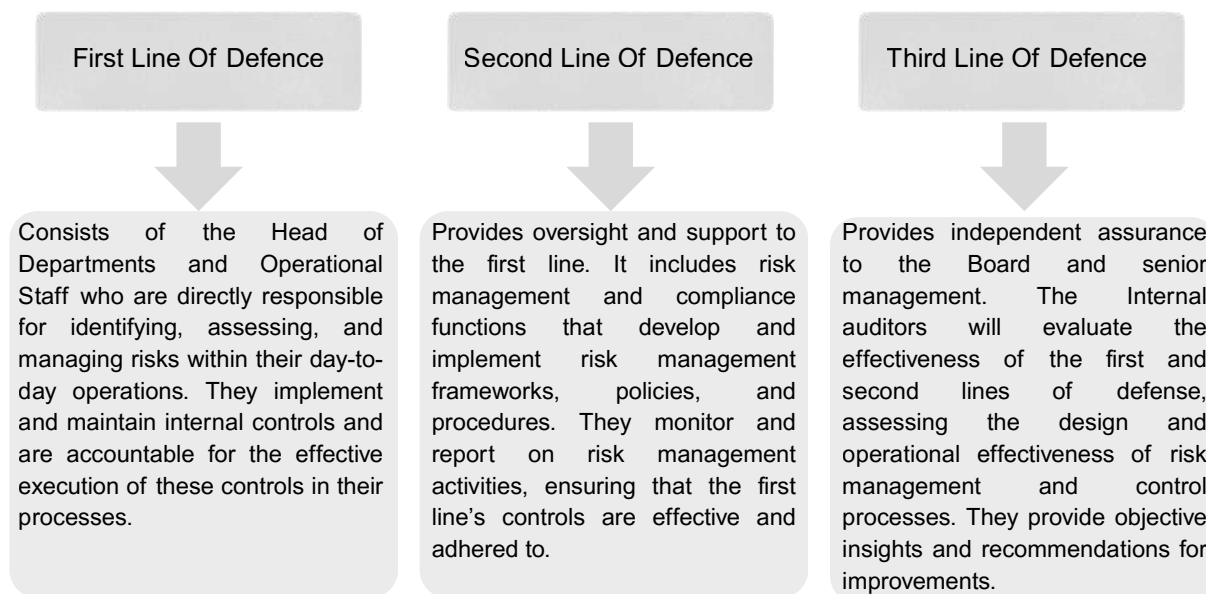 First Line Of Defence
Second Line Of Defence
Third Line Of Defence
Consists of the Head of
Departments and Operational
Staff who are directly responsible
for identifying, assessing, and
managing risks within their day-to-
day operations. They implement
and maintain internal controls and
are accountable for the effective
execution of these controls in their
processes.
Provides oversight and support to
the first line. It includes risk
management and compliance
functions that develop and
implement risk management
frameworks, policies, and
procedures. They monitor and
report on risk management
activities, ensuring that the first
line’s controls are effective and
adhered to.
Provides independent assurance
to the Board and senior
management. The Internal
auditors will evaluate the
effectiveness of the first and
second lines of defense,
assessing the design and
operational effectiveness of risk
management and control
processes. They provide objective
insights and recommendations for
improvements.